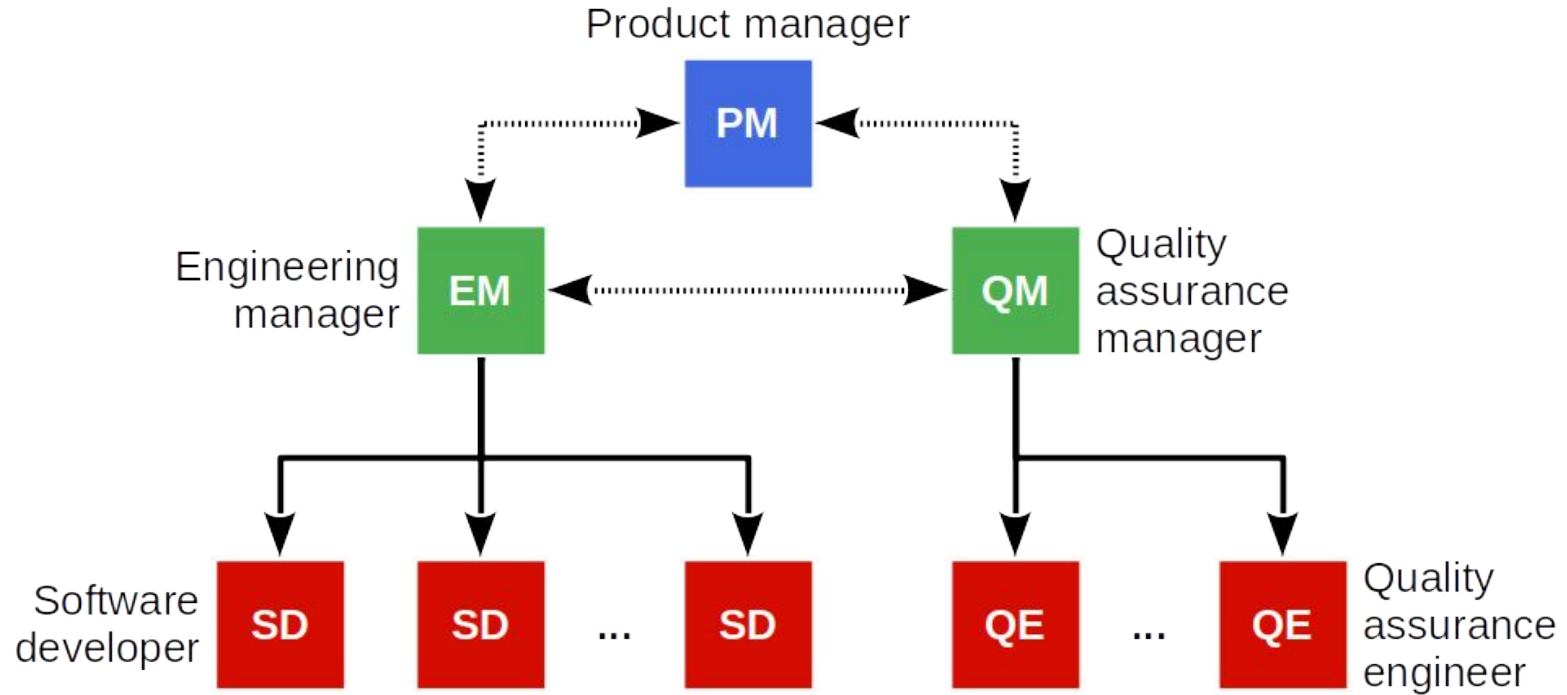 Product manager
PM
Engineering
manager
EM
QM
Quality
assurance
manager
Software
developer
SD
SD
...
SD
QE
...
QE
Quality
assurance
engineer